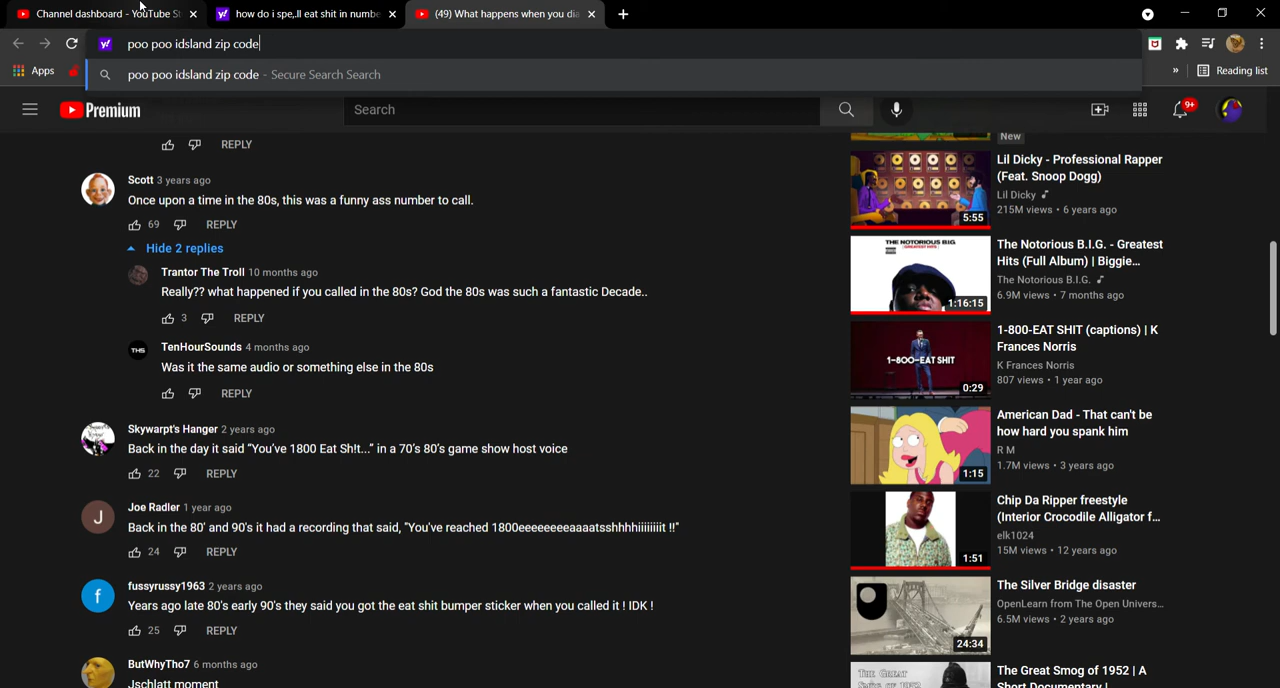 Channel dashboard - YouTube St
how do i spe,ll eat shit in numbe
(49) What happens when you dia
poo poo idsland zip code
Apps
poo poo idsland zip code - Secure Search Search
Reading list
Premium
Search
9+
REPLY
Scott 3 years ago
Once upon a time in the 80s, this was a funny ass number to call.
69 REPLY
Hide 2 replies
Trantor The Troll 10 months ago
Really?? what happened if you called in the 80s? God the 80s was such a fantastic Decade..
3 REPLY
THS
TenHourSounds 4 months ago
Was it the same audio or something else in the 80s
REPLY
Skywarpt's Hanger 2 years ago
Back in the day it said "You've 1800 Eat Sh!t..." in a 70's 80's game show host voice
22 REPLY
J
Joe Radler 1 year ago
Back in the 80' and 90's it had a recording that said, "You've reached 1800eeeeeeeaaaatsshhhhiiiiiiiit !!"
24 REPLY
f
fussyrussy1963 2 years ago
Years ago late 80's early 90's they said you got the eat shit bumper sticker when you called it ! IDK !
25 REPLY
ButWhyTho7 6 months ago
Jschlatt moment
New
5:55
Lil Dicky - Professional Rapper
(Feat. Snoop Dogg)
Lil Dicky
215M views • 6 years ago
THE NOTORIOUS B.I.G.
GREATEST HITS
1:16:15
The Notorious B.I.G. - Greatest
Hits (Full Album) | Biggie...
The Notorious B.I.G.
6.9M views • 7 months ago
1-800-EAT SHIT
0:29
1-800-EAT SHIT (captions) | K
Frances Norris
K Frances Norris
807 views • 1 year ago
1:15
American Dad - That can't be
how hard you spank him
R M
1.7M views • 3 years ago
1:51
Chip Da Ripper freestyle
(Interior Crocodile Alligator f...
elk1024
15M views • 12 years ago
24:34
The Silver Bridge disaster
OpenLearn from The Open Univers...
6.5M views • 2 years ago
THE GREAT
SMOG OF 1952
The Great Smog of 1952 | A
Short Documentary |